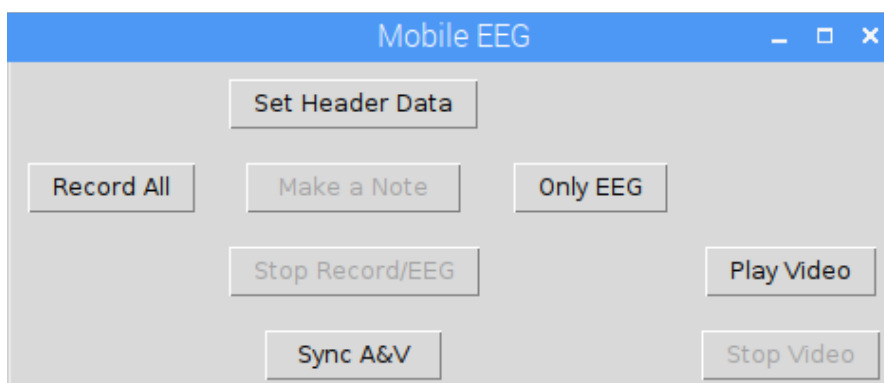 Mobile EEG
Set Header Data
Record All Make a Note Only EEG
Stop Record/EEG Play Video
Sync A&V Stop Video